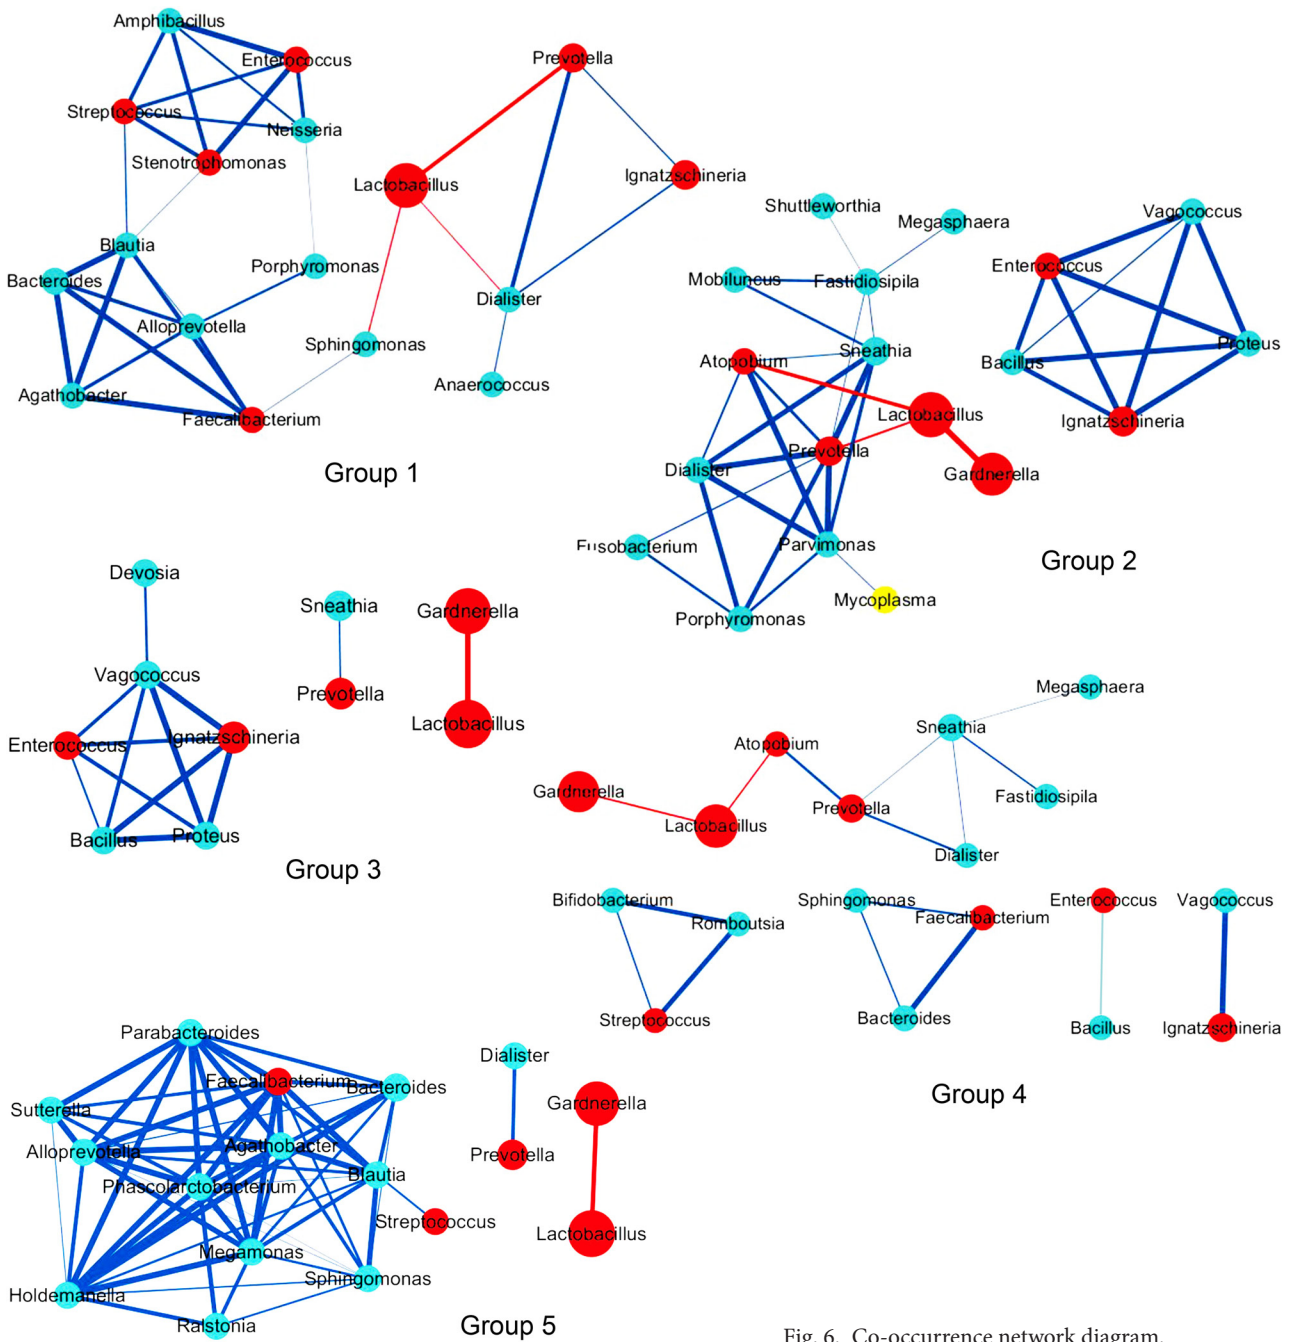 Amphibacillus
Enterococcus
Streptococcus
Neisseria
Stenotrophomonas
Blautia
Bacteroides
Porphyromonas
Alloprevotella
Agathobacter
Faecalibacterium
Prevotella
Lactobacillus
Ignatzschineria
Dialister
Sphingomonas
Anaerococcus
Group 1
Shuttleworthia
Megasphaera
Mobiluncus
Fastidiosipila
Atopobium
Sneathia
Lactobacillus
Prevotella
Gardnerella
Dialister
Fusobacterium
Parvimonas
Mycoplasma
Porphyromonas
Vagococcus
Enterococcus
Proteus
Bacillus
Ignatzschineria
Group 2
Devosia
Vagococcus
Enterococcus
Ignatzschineria
Bacillus
Proteus
Sneathia
Prevotella
Gardnerella
Lactobacillus
Group 3
Megasphaera
Sneathia
Atopobium
Gardnerella
Prevotella
Fastidiosipila
Lactobacillus
Dialister
Bifidobacterium
Romboutsia
Streptococcus
Sphingomonas
Faecalibacterium
Bacteroides
Enterococcus
Bacillus
Vagococcus
Ignatzschineria
Group 4
Parabacteroides
Faecalibacterium
Bacteroides
Sutterella
Alloprevotella
Agathobacter
Blautia
Phascolarctobacterium
Streptococcus
Megamonas
Sphingomonas
Holdemanella
Ralstonia
Dialister
Prevotella
Gardnerella
Lactobacillus
Group 5
Fig. 6. Co-occurrence network diagram.